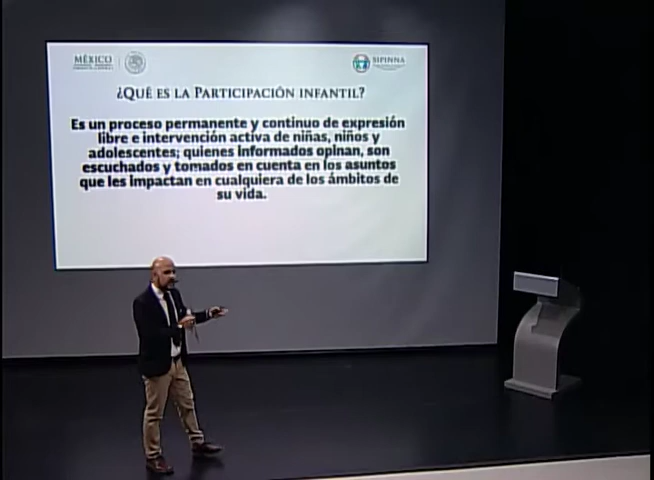 MÉXICO
SIPINNA
¿QUÉ ES LA PARTICIPACIÓN INFANTIL?
Es un proceso permanente y continuo de expresión
libre e intervención activa de niñas, niños y
adolescentes; quienes informados opinan, son
escuchados y tomados en cuenta en los asuntos
que les impactan en cualquiera de los ámbitos de
su vida.